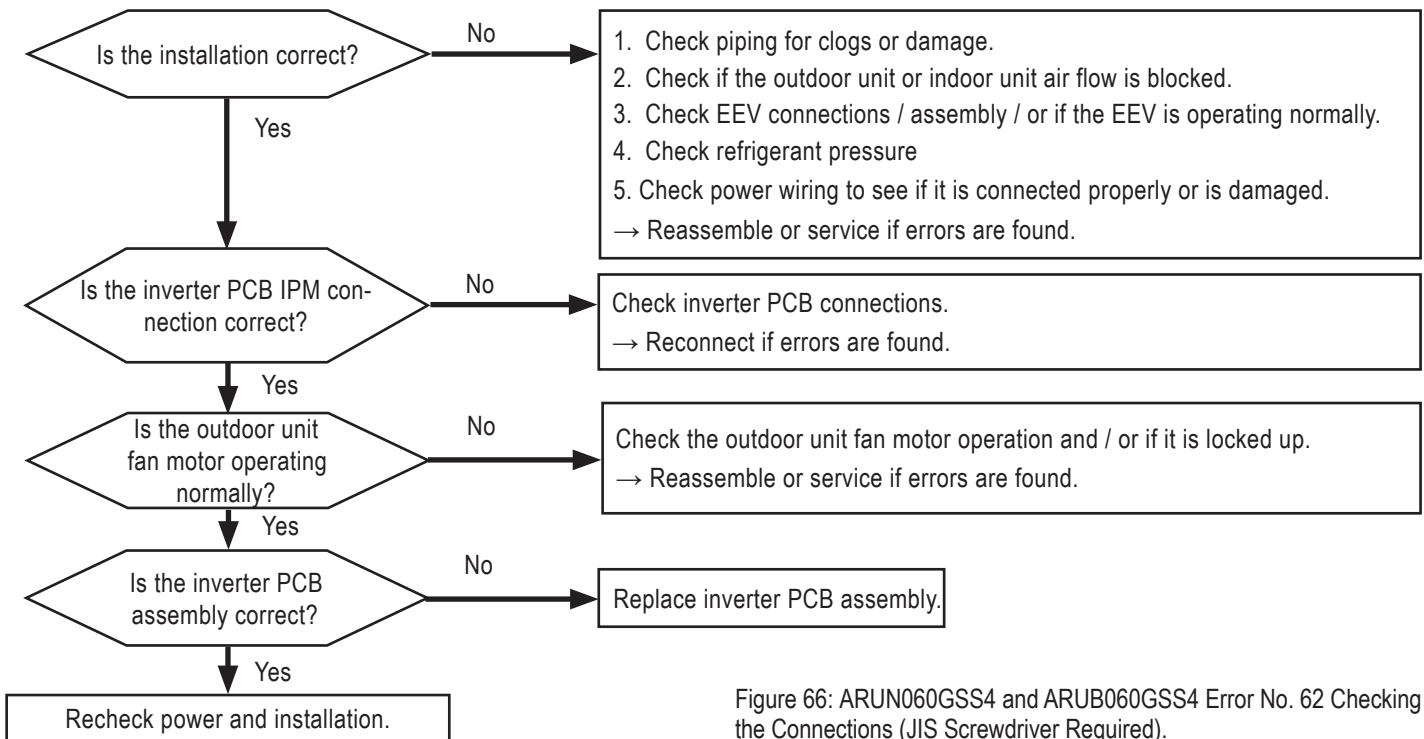 Is the installation correct?
No
1. Check piping for clogs or damage.
2. Check if the outdoor unit or indoor unit air flow is blocked.
3. Check EEV connections / assembly / or if the EEV is operating normally.
4. Check refrigerant pressure
5. Check power wiring to see if it is connected properly or is damaged.
→ Reassemble or service if errors are found.
Yes
Is the inverter PCB IPM con-
nection correct?
No
Check inverter PCB connections.
→ Reconnect if errors are found.
Yes
Is the outdoor unit
fan motor operating
normally?
No
Check the outdoor unit fan motor operation and / or if it is locked up.
→ Reassemble or service if errors are found.
Yes
Is the inverter PCB
assembly correct?
No
Replace inverter PCB assembly.
Yes
Recheck power and installation.
Figure 66: ARUN060GSS4 and ARUB060GSS4 Error No. 62 Checking
the Connections (JIS Screwdriver Required).